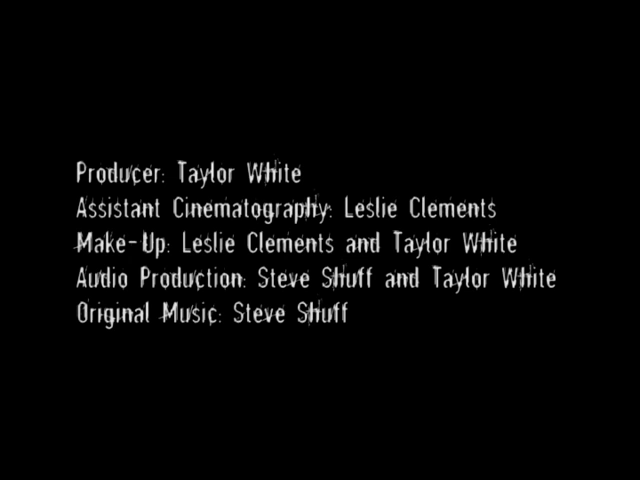 Producer: Taylor White
Assistant Cinematography: Leslie Clements
Make-Up: Leslie Clements and Taylor White
Audio Production: Steve Shuff and Taylor White
Original Music: Steve Shuff